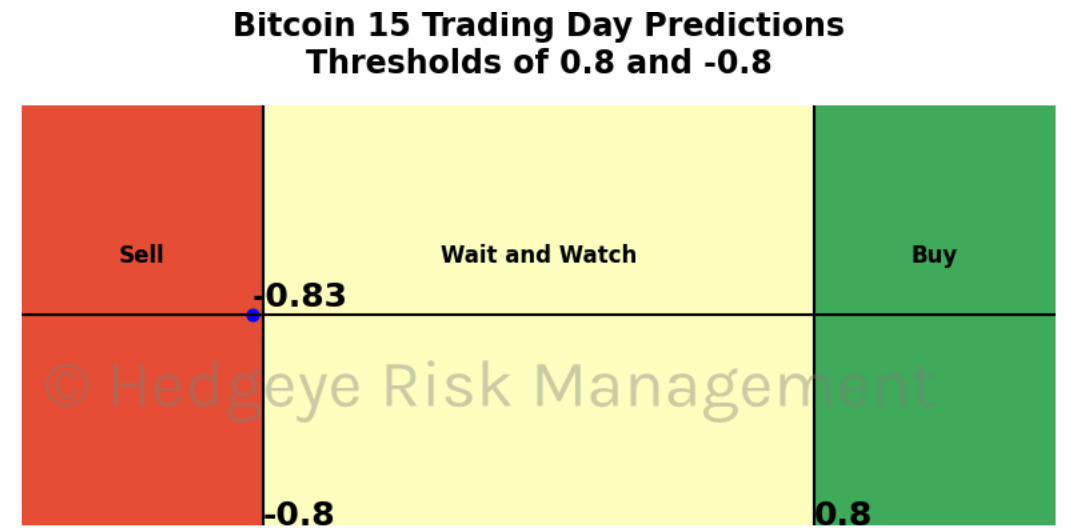 Bitcoin 15 Trading Day Predictions
Thresholds of 0.8 and -0.8
Sell
Wait and Watch
Buy
-0.83
© Hedgeye Risk Management
-0.8
0.8